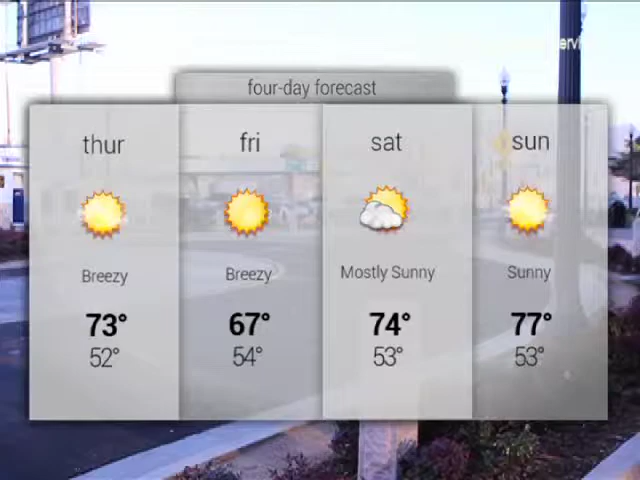 four-day forecast
thur
fri
sat
sun
Breezy
Breezy
Mostly Sunny
Sunny
73°
67°
74°
77°
52°
54°
53°
53°